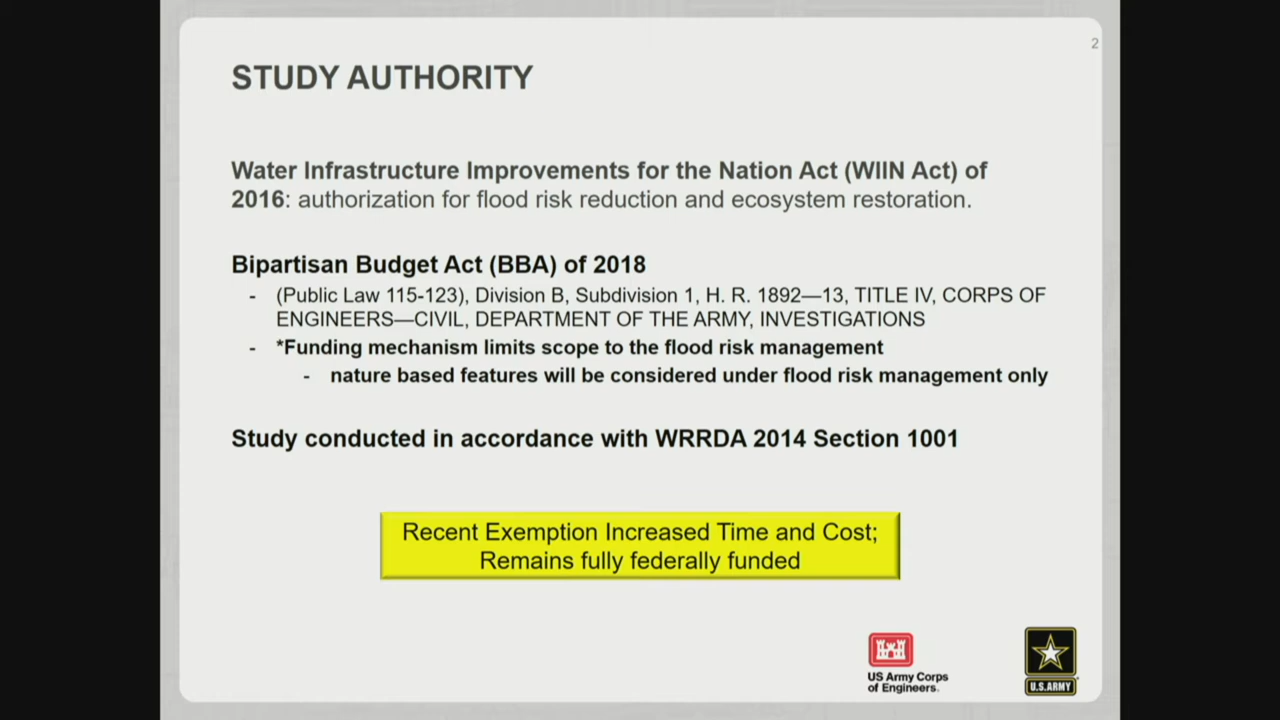 2
STUDY AUTHORITY
Water Infrastructure Improvements for the Nation Act (WIIN Act) of
2016: authorization for flood risk reduction and ecosystem restoration.
Bipartisan Budget Act (BBA) of 2018
- (Public Law 115-123), Division B, Subdivision 1, H. R. 1892—13, TITLE IV, CORPS OF
ENGINEERS—CIVIL, DEPARTMENT OF THE ARMY, INVESTIGATIONS
- *Funding mechanism limits scope to the flood risk management
- nature based features will be considered under flood risk management only
Study conducted in accordance with WRRDA 2014 Section 1001
Recent Exemption Increased Time and Cost;
Remains fully federally funded
US Army Corps
of Engineers.
U.S.ARMY